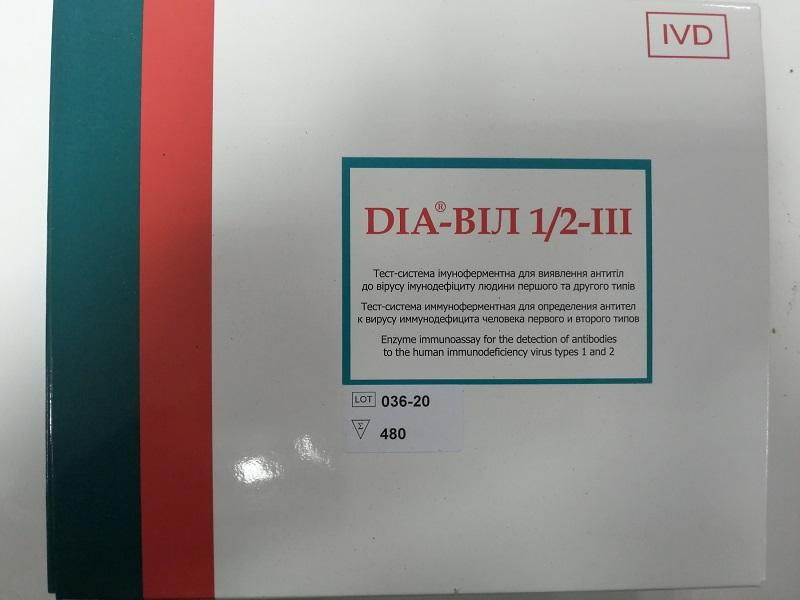 IVD
DIA®-ВІЛ 1/2-III
Тест-система імуноферментна для виявлення антитіл
до вірусу імунодефіциту людини першого та другого типів
Тест-система иммуноферментная для определения антител
к вирусу иммунодефицита человека первого и второго типов
Enzyme immunoassay for the detection of antibodies
to the human immunodeficiency virus types 1 and 2
LOT 036-20
Σ 480